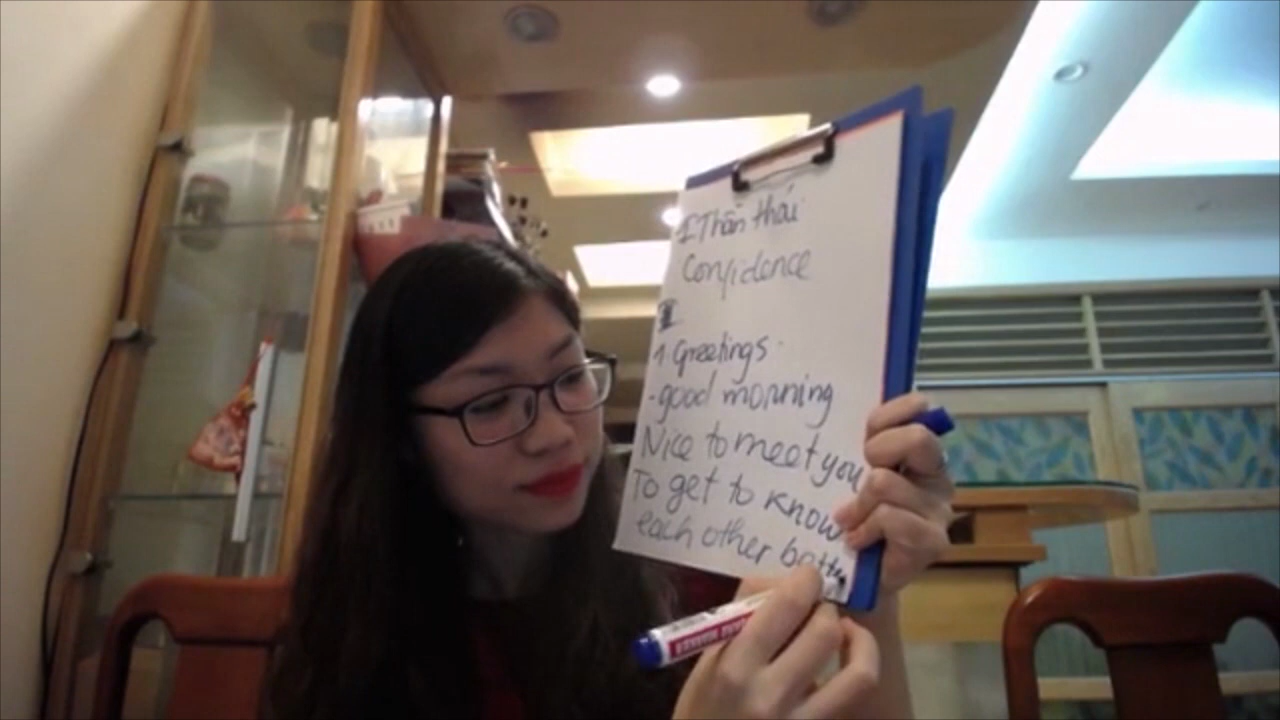 I Thần thái
Confidence
II
1 Greetings
- good morning
Nice to meet you
To get to know
each other better